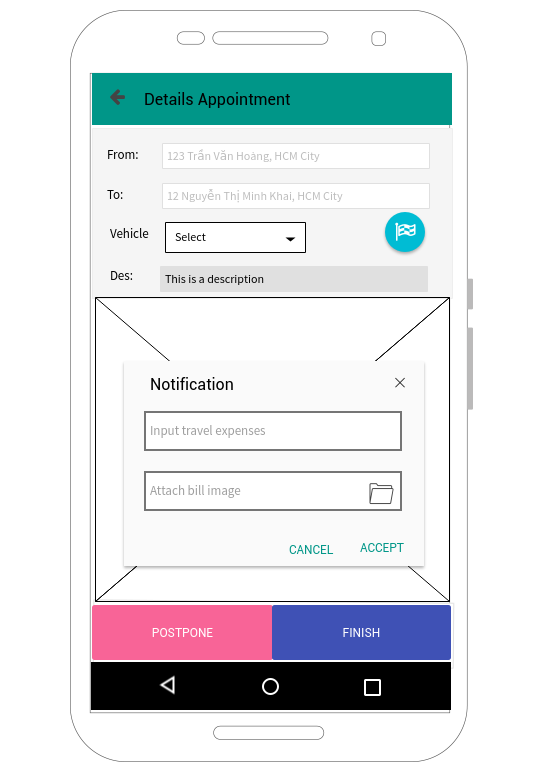 Details Appointment
From:
123 Trần Văn Hoàng, HCM City
To:
12 Nguyễn Thị Minh Khai, HCM City
Vehicle
Select
Des:
This is a description
Notification
Input travel expenses
Attach bill image
CANCEL
ACCEPT
POSTPONE
FINISH